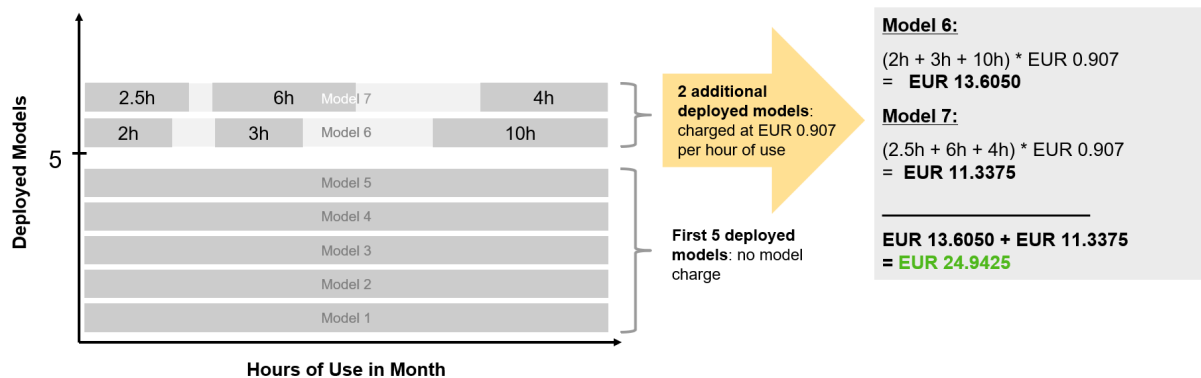 Deployed Models
5
2.5h
6h
Model 7
4h
2h
3h
Model 6
10h
Model 5
Model 4
Model 3
Model 2
Model 1
Hours of Use in Month
2 additional
deployed models:
charged at EUR 0.907
per hour of use
First 5 deployed
models: no model
charge
Model 6:
(2h + 3h + 10h) * EUR 0.907
= EUR 13.6050
Model 7:
(2.5h + 6h + 4h) * EUR 0.907
= EUR 11.3375
EUR 13.6050 + EUR 11.3375
= EUR 24.9425